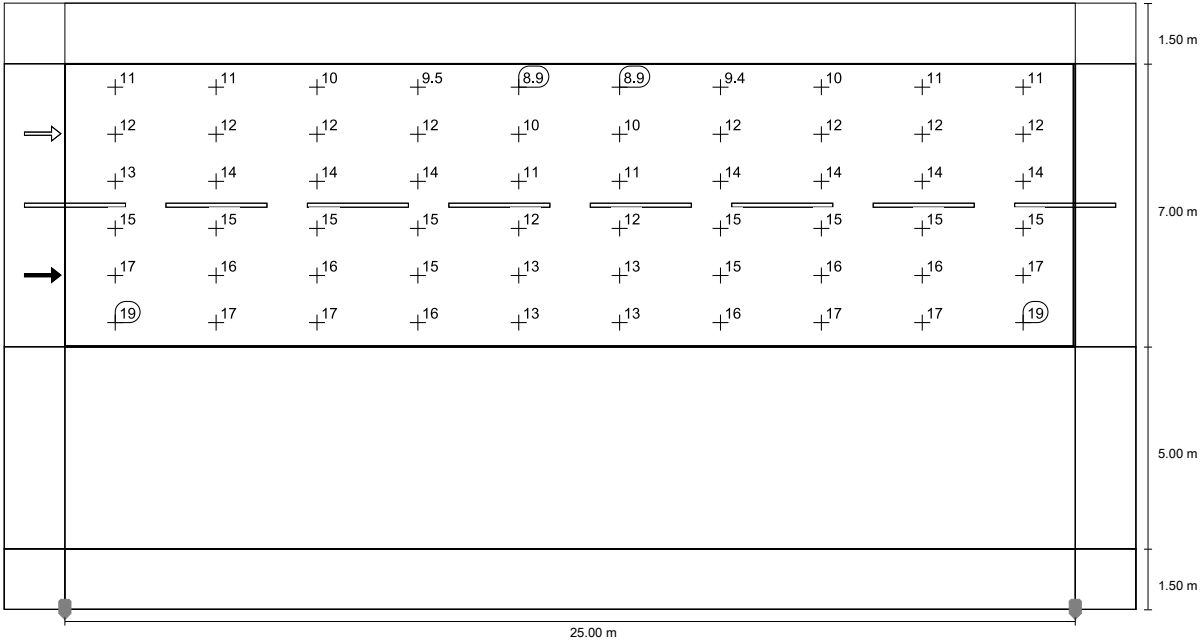 1.50 m
11 11 10 9.5 8.9 8.9 9.4 10 11 11
12 12 12 12 10 10 12 12 12 12
13 14 14 14 11 11 14 14 14 14
7.00 m
15 15 15 15 12 12 15 15 15 15
17 16 16 15 13 13 15 16 16 17
19 17 17 16 13 13 16 17 17 19
5.00 m
1.50 m
25.00 m